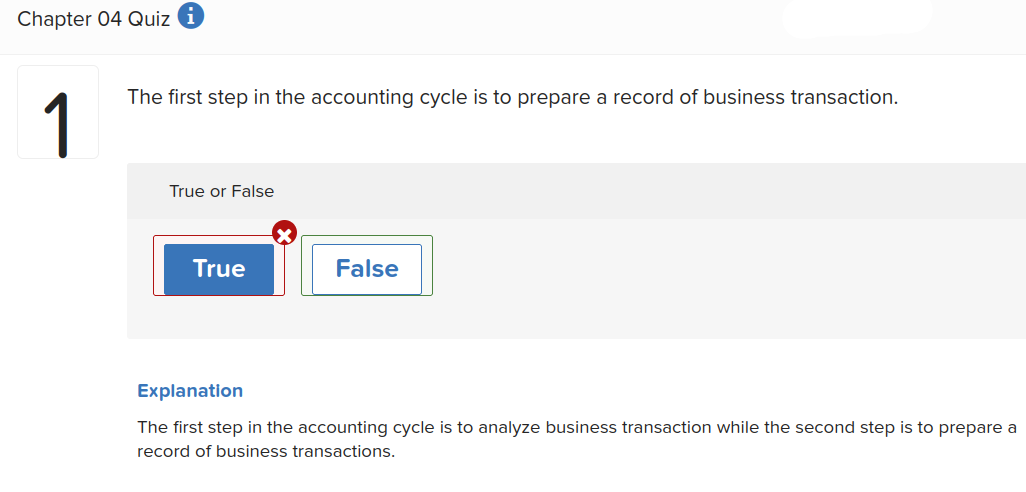 Chapter 04 Quiz i
1
The first step in the accounting cycle is to prepare a record of business transaction.
True or False
True
False
Explanation
The first step in the accounting cycle is to analyze business transaction while the second step is to prepare a
record of business transactions.